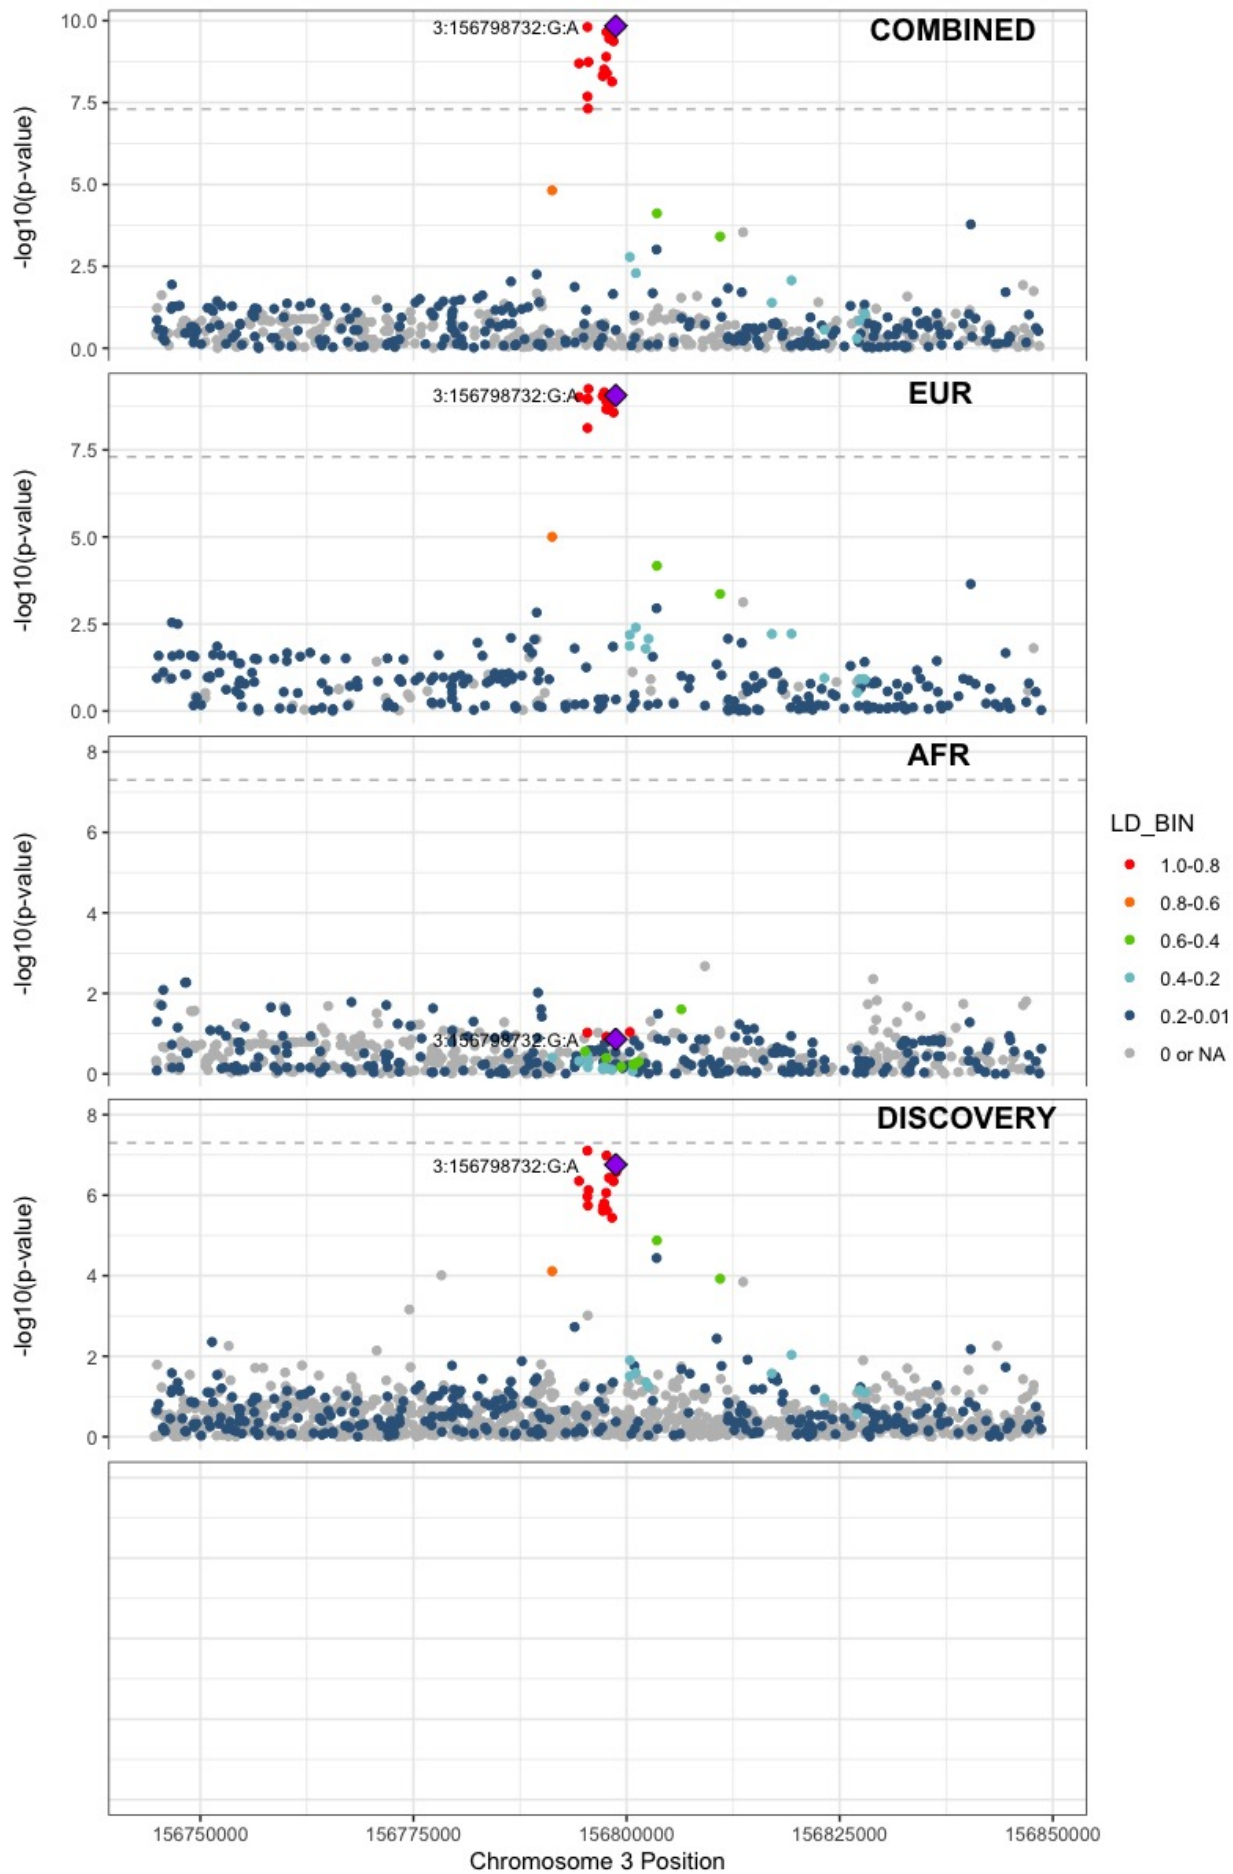 COMBINED
3:156798732:G:A
10.0
7.5
5.0
2.5
0.0
-log10(p-value)
EUR
3:156798732:G:A
7.5
5.0
2.5
0.0
-log10(p-value)
AFR
8
6
4
2
0
3:156798732:G:A
-log10(p-value)
DISCOVERY
8
6
4
2
0
3:156798732:G:A
-log10(p-value)
156750000 156775000 156800000 156825000 156850000
Chromosome 3 Position
LD_BIN
1.0-0.8
0.8-0.6
0.6-0.4
0.4-0.2
0.2-0.01
0 or NA